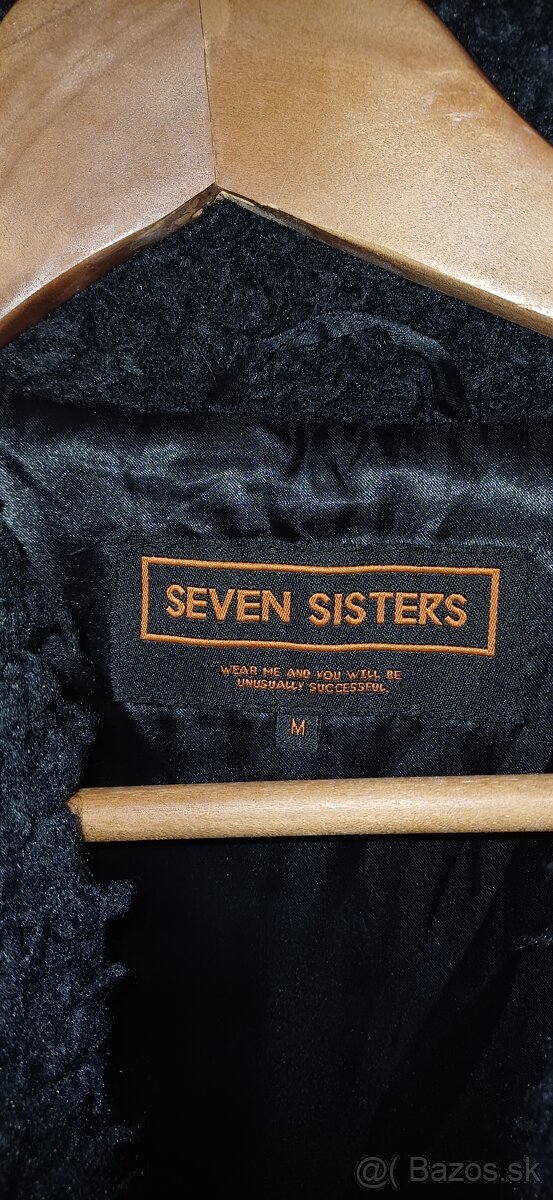 SEVEN SISTERS
WEAR ME AND YOU WILL BE
UNUSUALLY SUCCESSFUL.
M
@( Bazos.sk